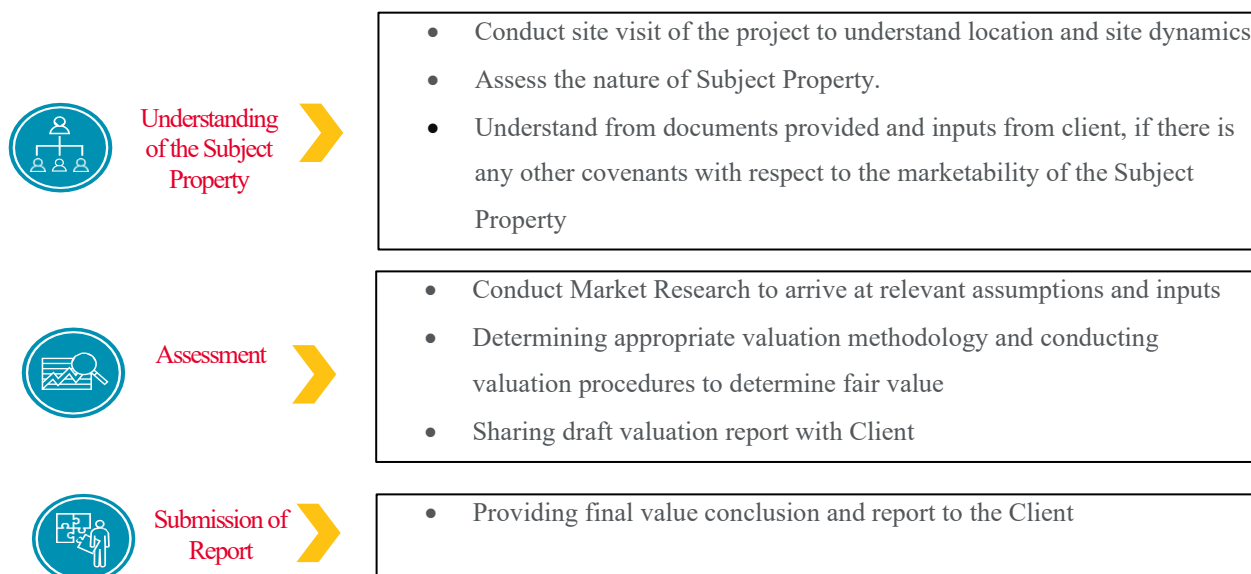 • Conduct site visit of the project to understand location and site dynamics
• Assess the nature of Subject Property.
Understanding
of the Subject
Property
• Understand from documents provided and inputs from client, if there is
any other covenants with respect to the marketability of the Subject
Property
• Conduct Market Research to arrive at relevant assumptions and inputs
Assessment
• Determining appropriate valuation methodology and conducting
valuation procedures to determine fair value
• Sharing draft valuation report with Client
Submission of
Report
• Providing final value conclusion and report to the Client